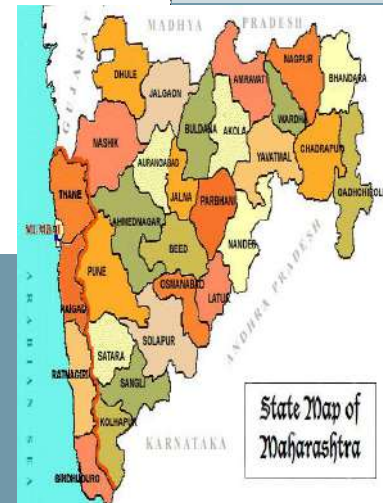 MADHYA PRADESH
GUJARAT
DHULE
JALGAON
AMRAVAT
NAGPUR
BHANDARA
NASHIK
BULDANA
AKOLA
WARDHA
AURANGABAD
YAVATMAL
CHADRAPUR
GADHCHIROLI
THANE
JALNA
PARBHANI
MUMBAI
AHMEDNAGAR
BEED
NANDED
PUNE
OSMANABAD
LATUR
RAIGAD
ANDHRA PRADESH
ARABIAN SEA
SOLAPUR
SATARA
RATNAGIRI
SANGLI
KOLHAPUR
KARNATAKA
SINDHUDURG
State Map of
Maharashtra